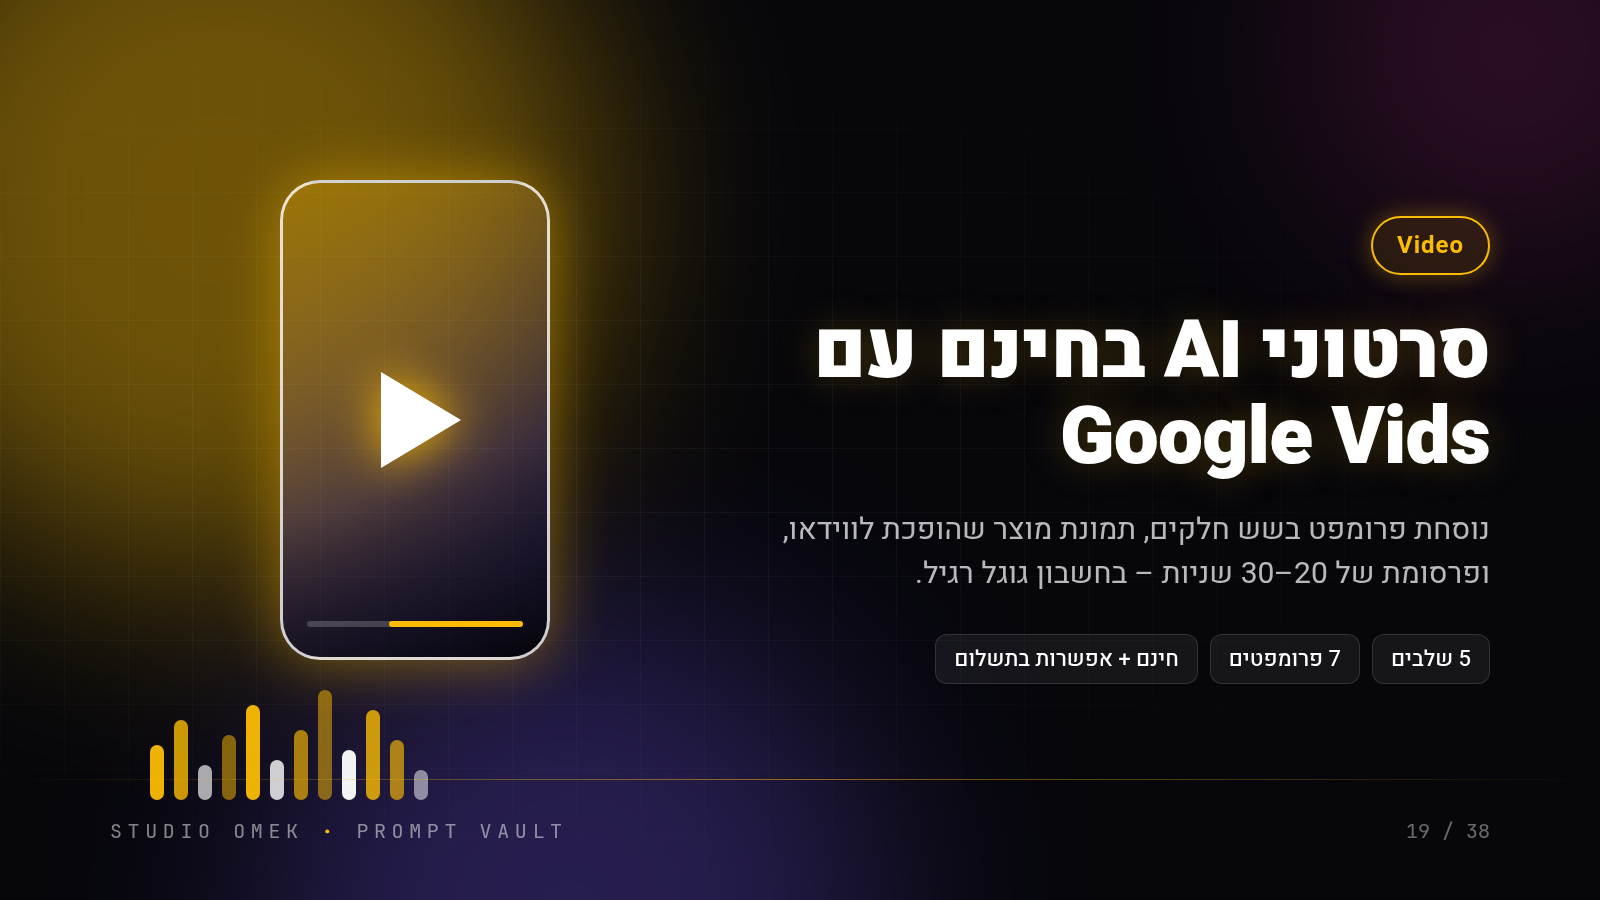 Video
סרטוני AI בחינם עם
Google Vids
נוסחת פרומפט בשש חלקים, תמונת מוצר שהופכת לווידאו,
ופרסומת של 20–30 שניות – בחשבון גוגל רגיל.
5 שלבים
7 פרומפטים
חינם + אפשרות בתשלום
STUDIO OMEK · PROMPT VAULT
19 / 38